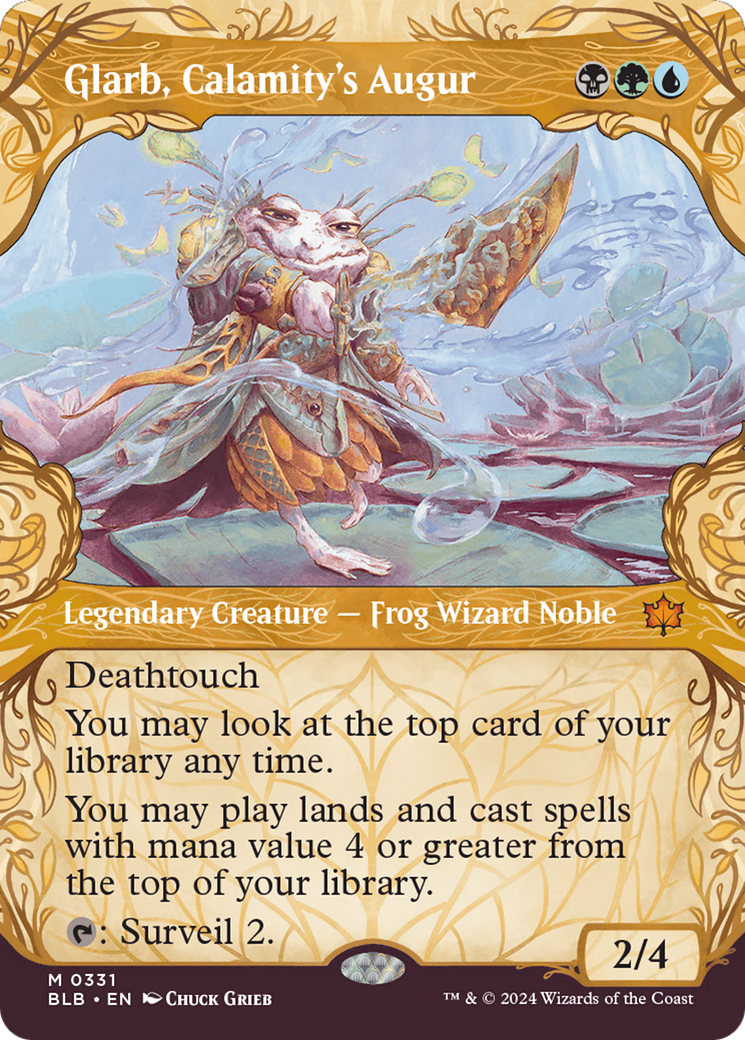 Glarb, Calamity's Augur
Legendary Creature — Frog Wizard Noble
Deathtouch
You may look at the top card of your
library any time.
You may play lands and cast spells
with mana value 4 or greater from
the top of your library.
: Surveil 2.
2/4
M 0331
BLB • EN Chuck Grieb
™ & © 2024 Wizards of the Coast